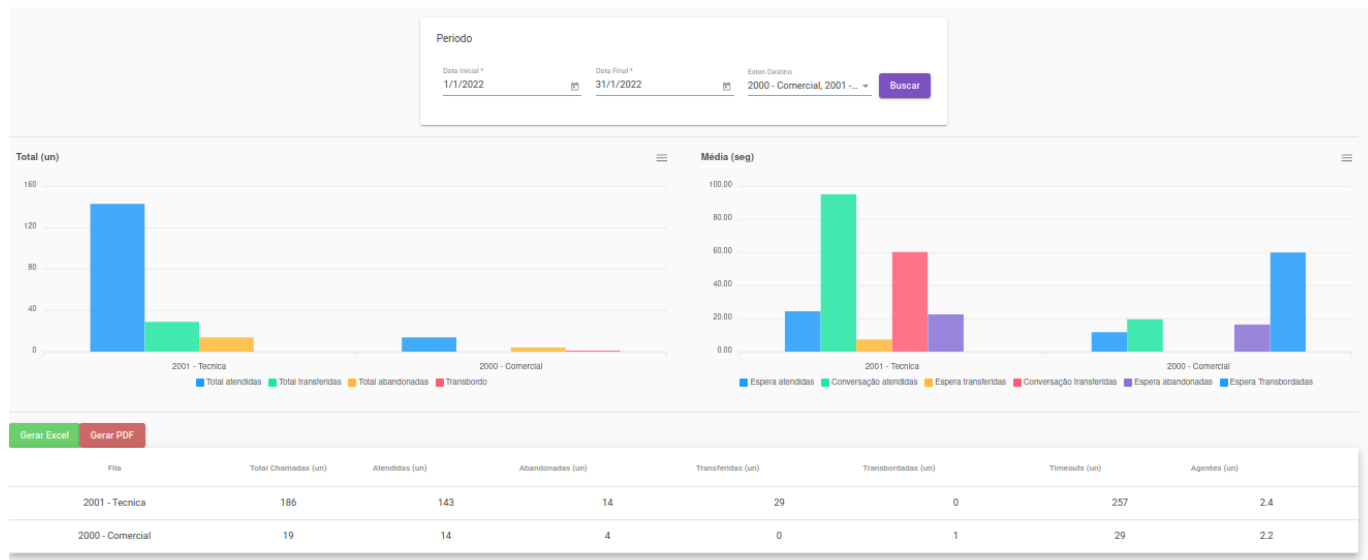 Periodo
Data Inicial * Data Final * Exten Destino
1/1/2022 31/1/2022 2000 - Comercial, 2001 -... Buscar
Total (un) Média (seg)
160
120
80
40
0
2001 - Tecnica 2000 - Comercial
Total atendidas Total transferidas Total abandonadas Transbordo
100.00
80.00
60.00
40.00
20.00
0.00
2001 - Tecnica 2000 - Comercial
Espera atendidas Conversação atendidas Espera transferidas Conversação transferidas Espera abandonadas Espera Transbordadas
Gerar Excel Gerar PDF
Fila Total Chamadas (un) Atendidas (un) Abandonadas (un) Transferidas (un) Transbordadas (un) Timeouts (un) Agentes (un)
2001 - Tecnica 186 143 14 29 0 257 2.4
2000 - Comercial 19 14 4 0 1 29 2.2